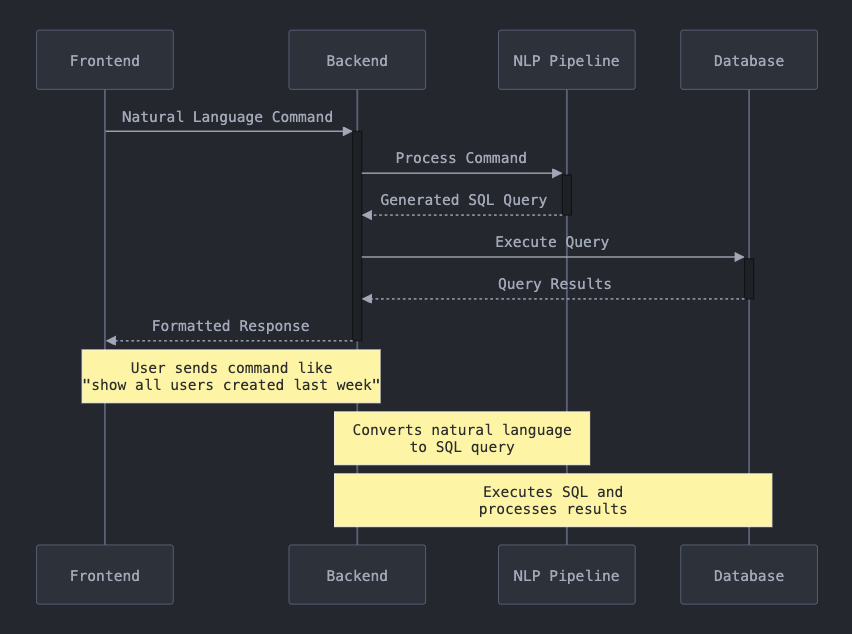 Frontend
Backend
NLP Pipeline
Database
Natural Language Command
Process Command
Generated SQL Query
Execute Query
Query Results
Formatted Response
User sends command like
"show all users created last week"
Converts natural language
to SQL query
Executes SQL and
processes results
Frontend
Backend
NLP Pipeline
Database